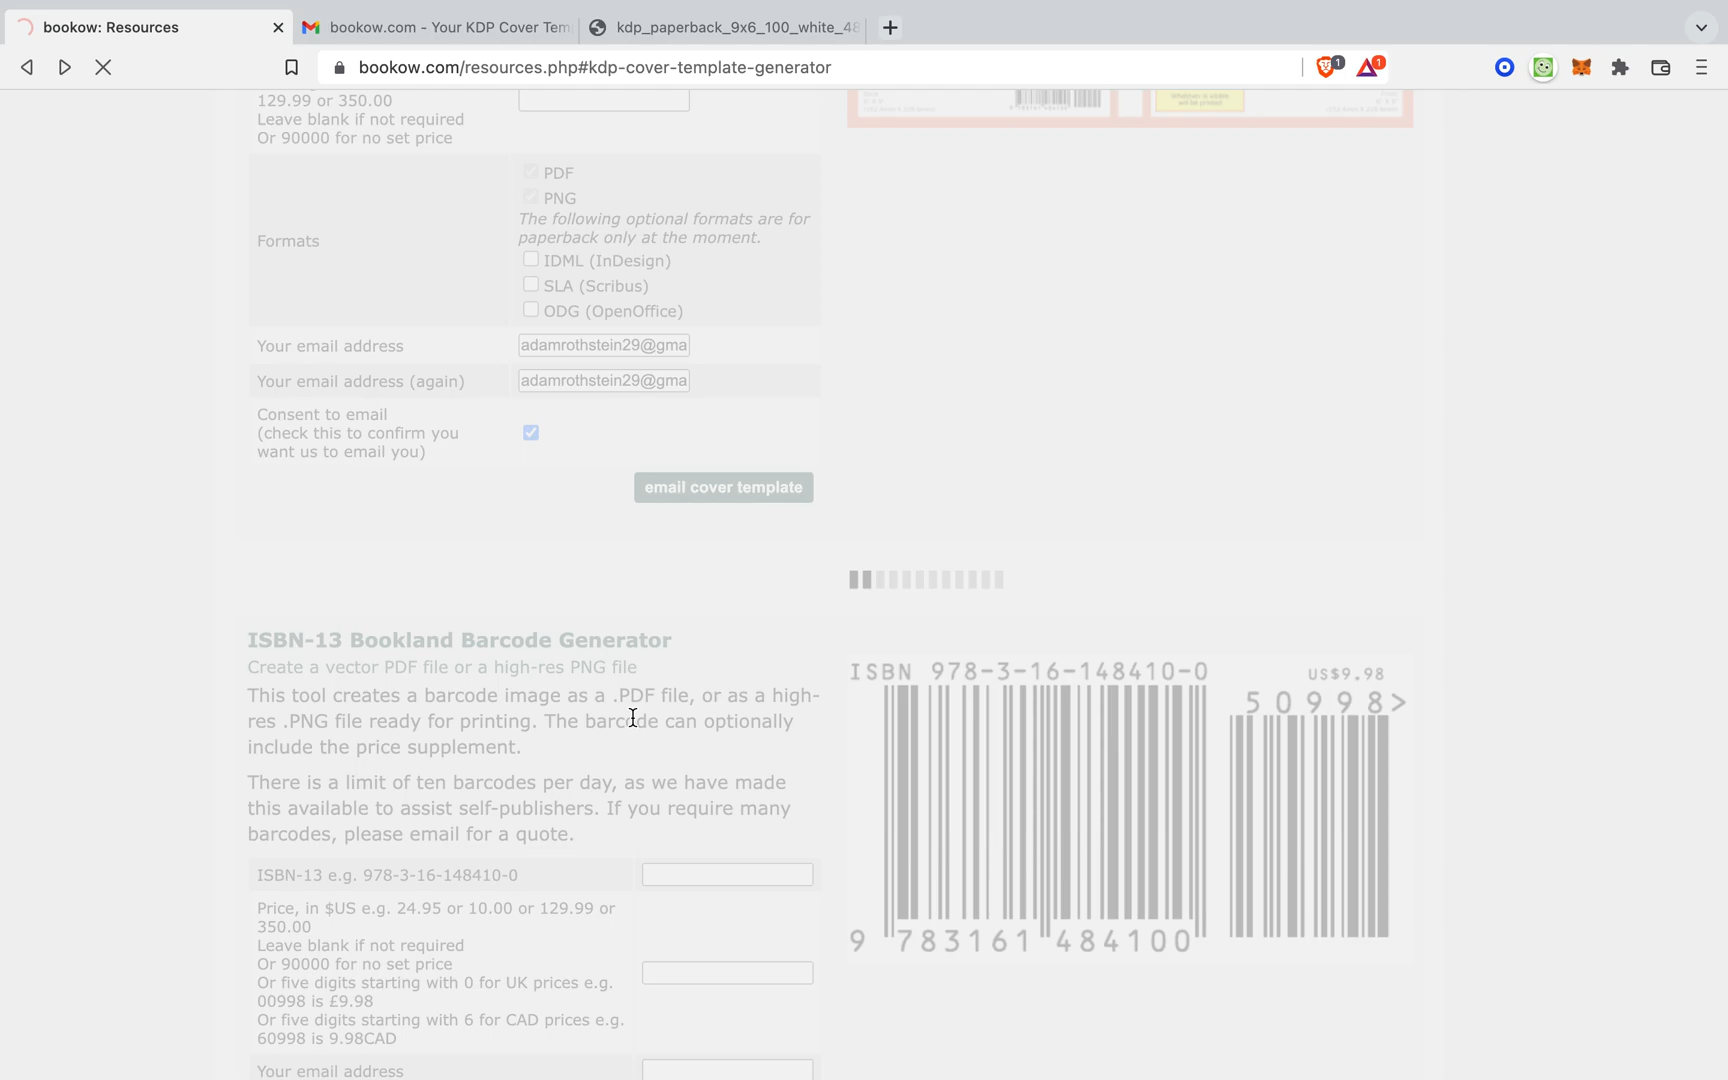 bookow: Resources
bookow.com - Your KDP Cover Tem
kdp_paperback_9x6_100_white_48
bookow.com/resources.php#kdp-cover-template-generator
1
1
129.99 or 350.00
Leave blank if not required
Or 90000 for no set price
Whatever is visible
will be printed
Formats
PDF
PNG
The following optional formats are for
paperback only at the moment.
IDML (InDesign)
SLA (Scribus)
ODG (OpenOffice)
Your email address
adamrothstein29@gma
Your email address (again)
adamrothstein29@gma
Consent to email
(check this to confirm you
want us to email you)
email cover template
ISBN-13 Bookland Barcode Generator
Create a vector PDF file or a high-res PNG file
This tool creates a barcode image as a .PDF file, or as a high-
res .PNG file ready for printing. The barcode can optionally
include the price supplement.
There is a limit of ten barcodes per day, as we have made
this available to assist self-publishers. If you require many
barcodes, please email for a quote.
ISBN-13 e.g. 978-3-16-148410-0
Price, in $US e.g. 24.95 or 10.00 or 129.99 or
350.00
Leave blank if not required
Or 90000 for no set price
Or five digits starting with 0 for UK prices e.g.
00998 is £9.98
Or five digits starting with 6 for CAD prices e.g.
60998 is 9.98CAD
Your email address
ISBN 978-3-16-148410-0
US$9.98
50998>
9 783161 484100